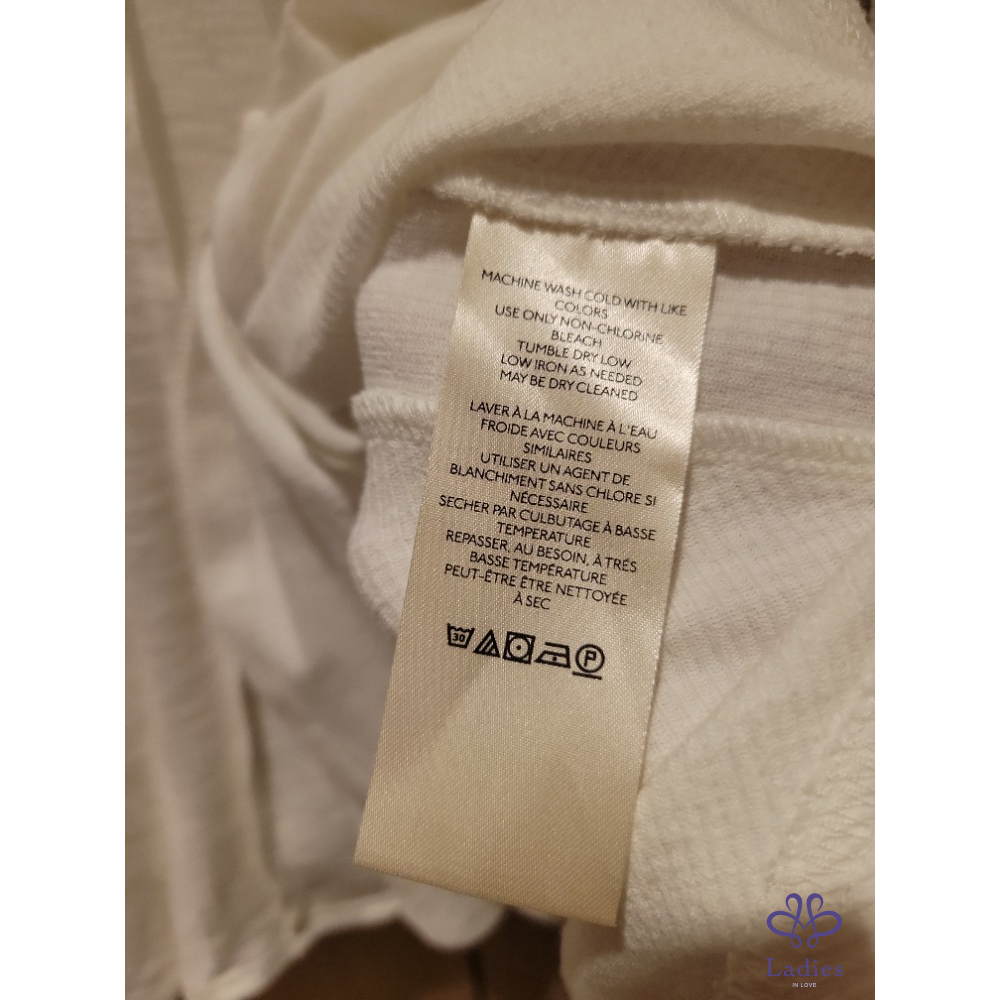 MACHINE WASH COLD WITH LIKE
COLORS
USE ONLY NON-CHLORINE
BLEACH
TUMBLE DRY LOW
LOW IRON AS NEEDED
MAY BE DRY CLEANED
LAVER À LA MACHINE À L'EAU
FROIDE AVEC COULEURS
SIMILAIRES
UTILISER UN AGENT DE
BLANCHIMENT SANS CHLORE SI
NÉCESSAIRE
SECHER PAR CULBUTAGE À BASSE
TEMPERATURE
REPASSER, AU BESOIN, À TRÉS
BASSE TEMPÉRATURE
PEUT-ÊTRE ÊTRE NETTOYÉE
À SEC
30 P
Ladies
IN LOVE